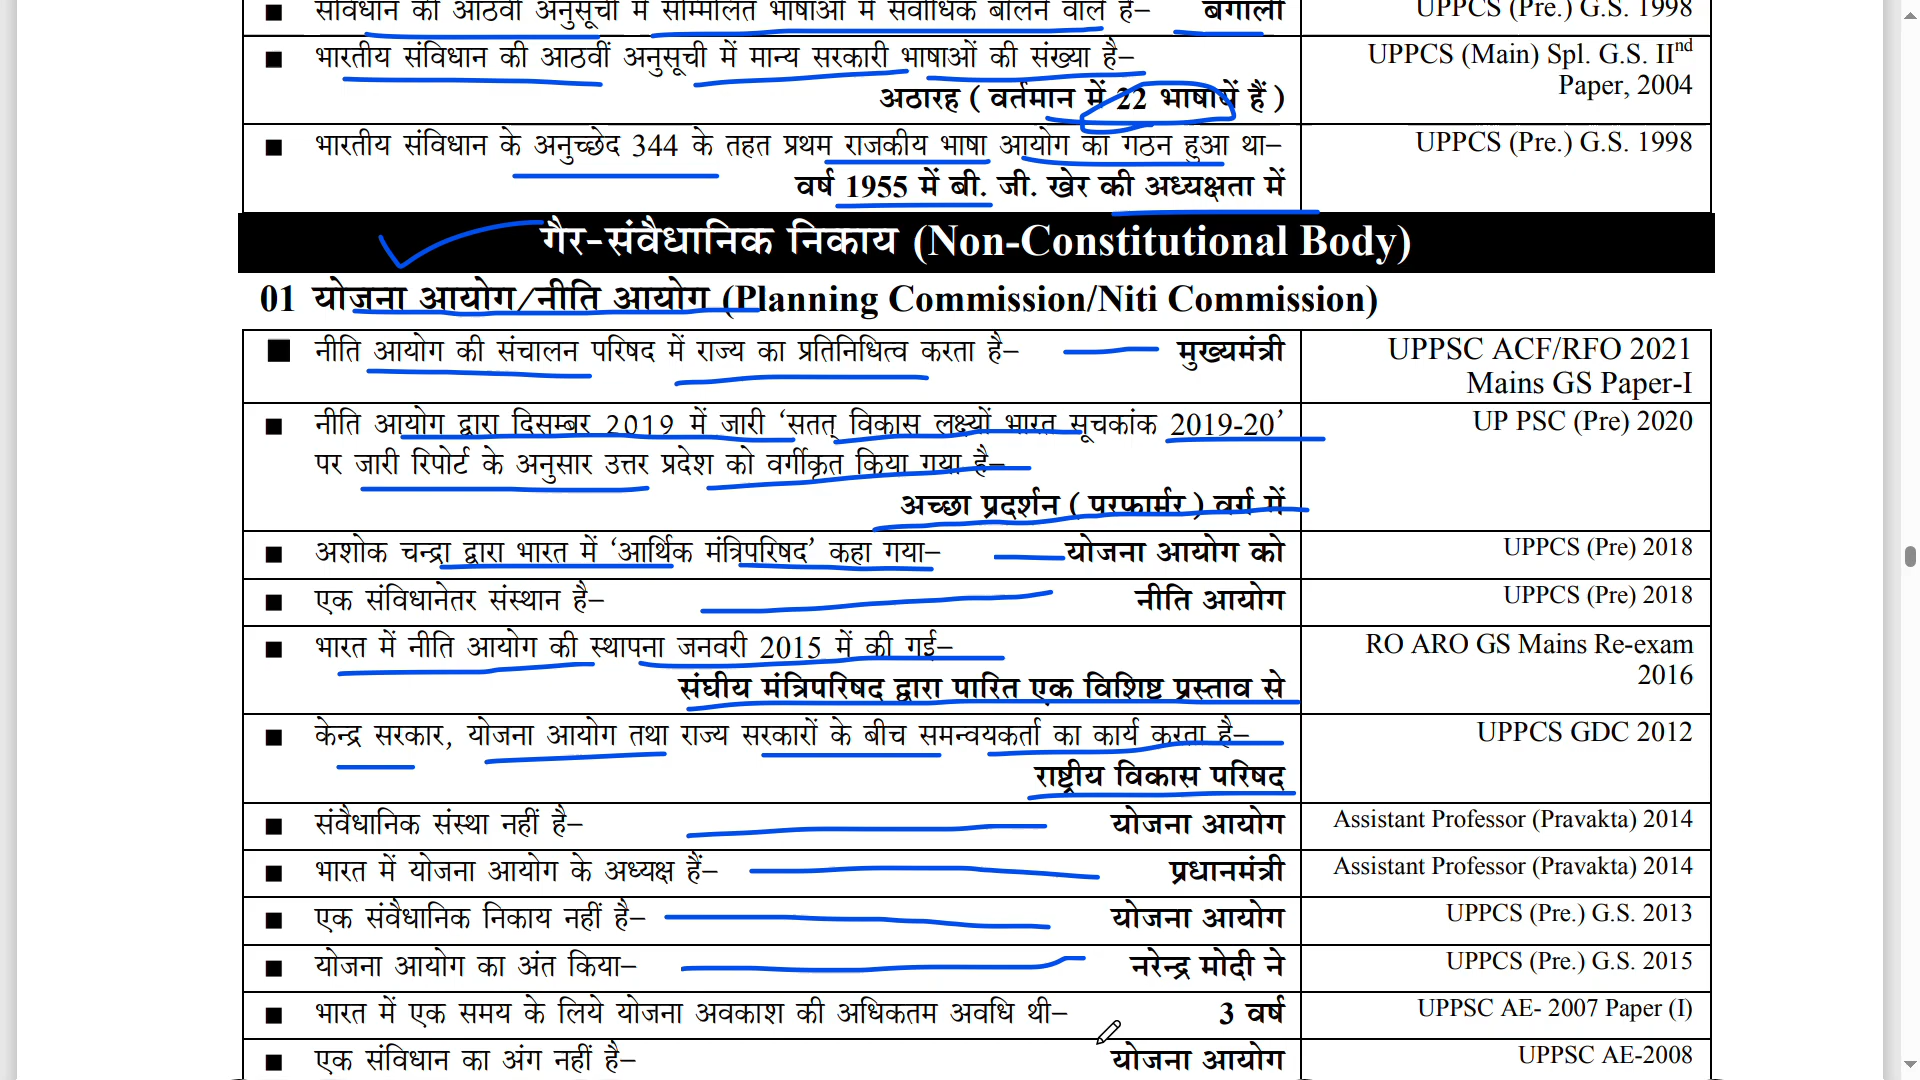 ■ संविधान की आठवीं अनुसूची में सम्मिलित भाषाओं में सर्वाधिक बोलने वाले हैं– बंगाली UPPCS (Pre.) G.S. 1998
■ भारतीय संविधान की आठवीं अनुसूची में मान्य सरकारी भाषाओं की संख्या है– UPPCS (Main) Spl. G.S. IInd
अठारह ( वर्तमान में 22 भाषायें हैं ) Paper, 2004
■ भारतीय संविधान के अनुच्छेद 344 के तहत प्रथम राजकीय भाषा आयोग का गठन हुआ था– UPPCS (Pre.) G.S. 1998
वर्ष 1955 में बी. जी. खेर की अध्यक्षता में
गैर-संवैधानिक निकाय (Non-Constitutional Body)
01 योजना आयोग/नीति आयोग (Planning Commission/Niti Commission)
■ नीति आयोग की संचालन परिषद में राज्य का प्रतिनिधित्व करता है– मुख्यमंत्री UPPSC ACF/RFO 2021
Mains GS Paper-I
■ नीति आयोग द्वारा दिसम्बर 2019 में जारी ‘सतत् विकास लक्ष्यों भारत सूचकांक 2019-20’ UP PSC (Pre) 2020
पर जारी रिपोर्ट के अनुसार उत्तर प्रदेश को वर्गीकृत किया गया है–
अच्छा प्रदर्शन ( परफार्मर ) वर्ग में
■ अशोक चन्द्रा द्वारा भारत में ‘आर्थिक मंत्रिपरिषद’ कहा गया– योजना आयोग को UPPCS (Pre) 2018
■ एक संविधानेतर संस्थान है– नीति आयोग UPPCS (Pre) 2018
■ भारत में नीति आयोग की स्थापना जनवरी 2015 में की गई– RO ARO GS Mains Re-exam
2016
संघीय मंत्रिपरिषद द्वारा पारित एक विशिष्ट प्रस्ताव से
■ केन्द्र सरकार, योजना आयोग तथा राज्य सरकारों के बीच समन्वयकर्ता का कार्य करता है– UPPCS GDC 2012
राष्ट्रीय विकास परिषद
■ संवैधानिक संस्था नहीं है– योजना आयोग Assistant Professor (Pravakta) 2014
■ भारत में योजना आयोग के अध्यक्ष हैं– प्रधानमंत्री Assistant Professor (Pravakta) 2014
■ एक संवैधानिक निकाय नहीं है– योजना आयोग UPPCS (Pre.) G.S. 2013
■ योजना आयोग का अंत किया– नरेन्द्र मोदी ने UPPCS (Pre.) G.S. 2015
■ भारत में एक समय के लिये योजना अवकाश की अधिकतम अवधि थी– 3 वर्ष UPPSC AE- 2007 Paper (I)
■ एक संविधान का अंग नहीं है– योजना आयोग UPPSC AE-2008